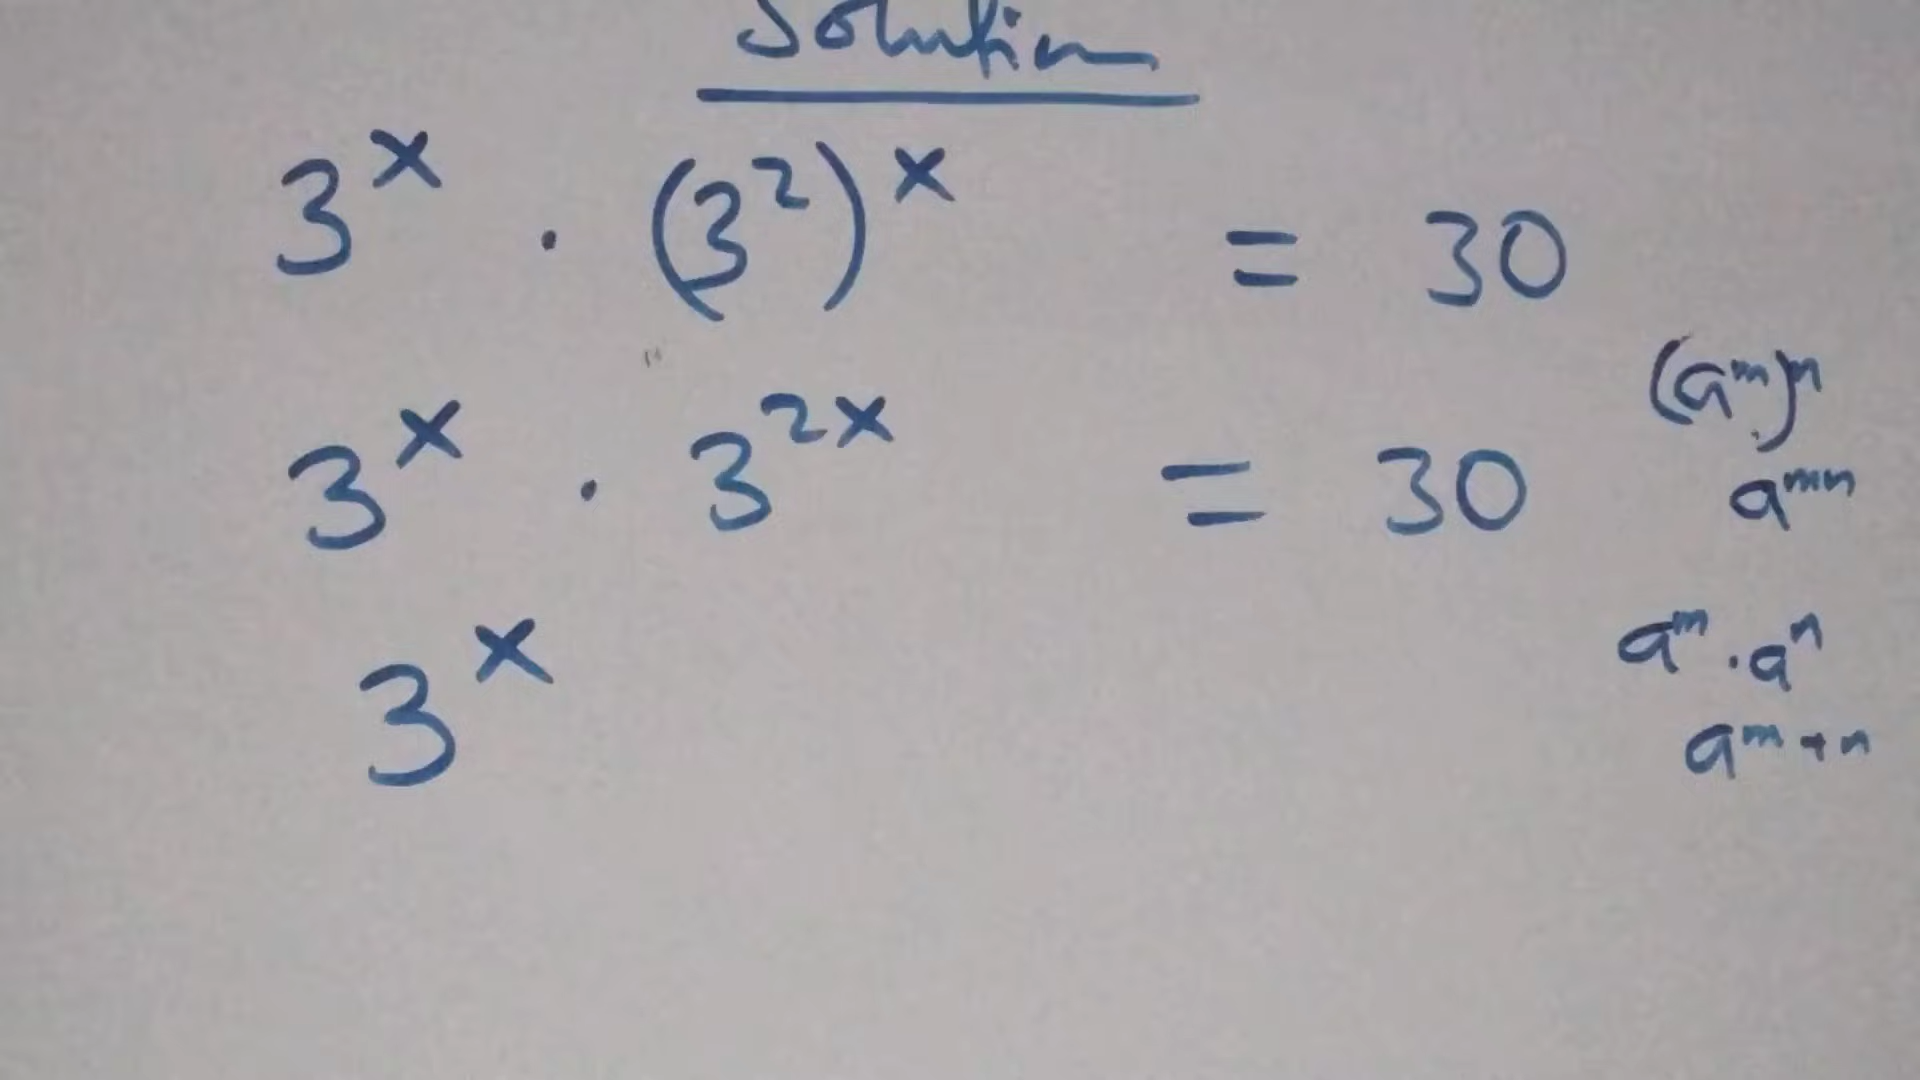 Solution
3^x · (3^2)^x = 30
(a^m)^n
3^x · 3^{2x} = 30
a^{mn}
3^x
a^m · a^n
a^{m+n}